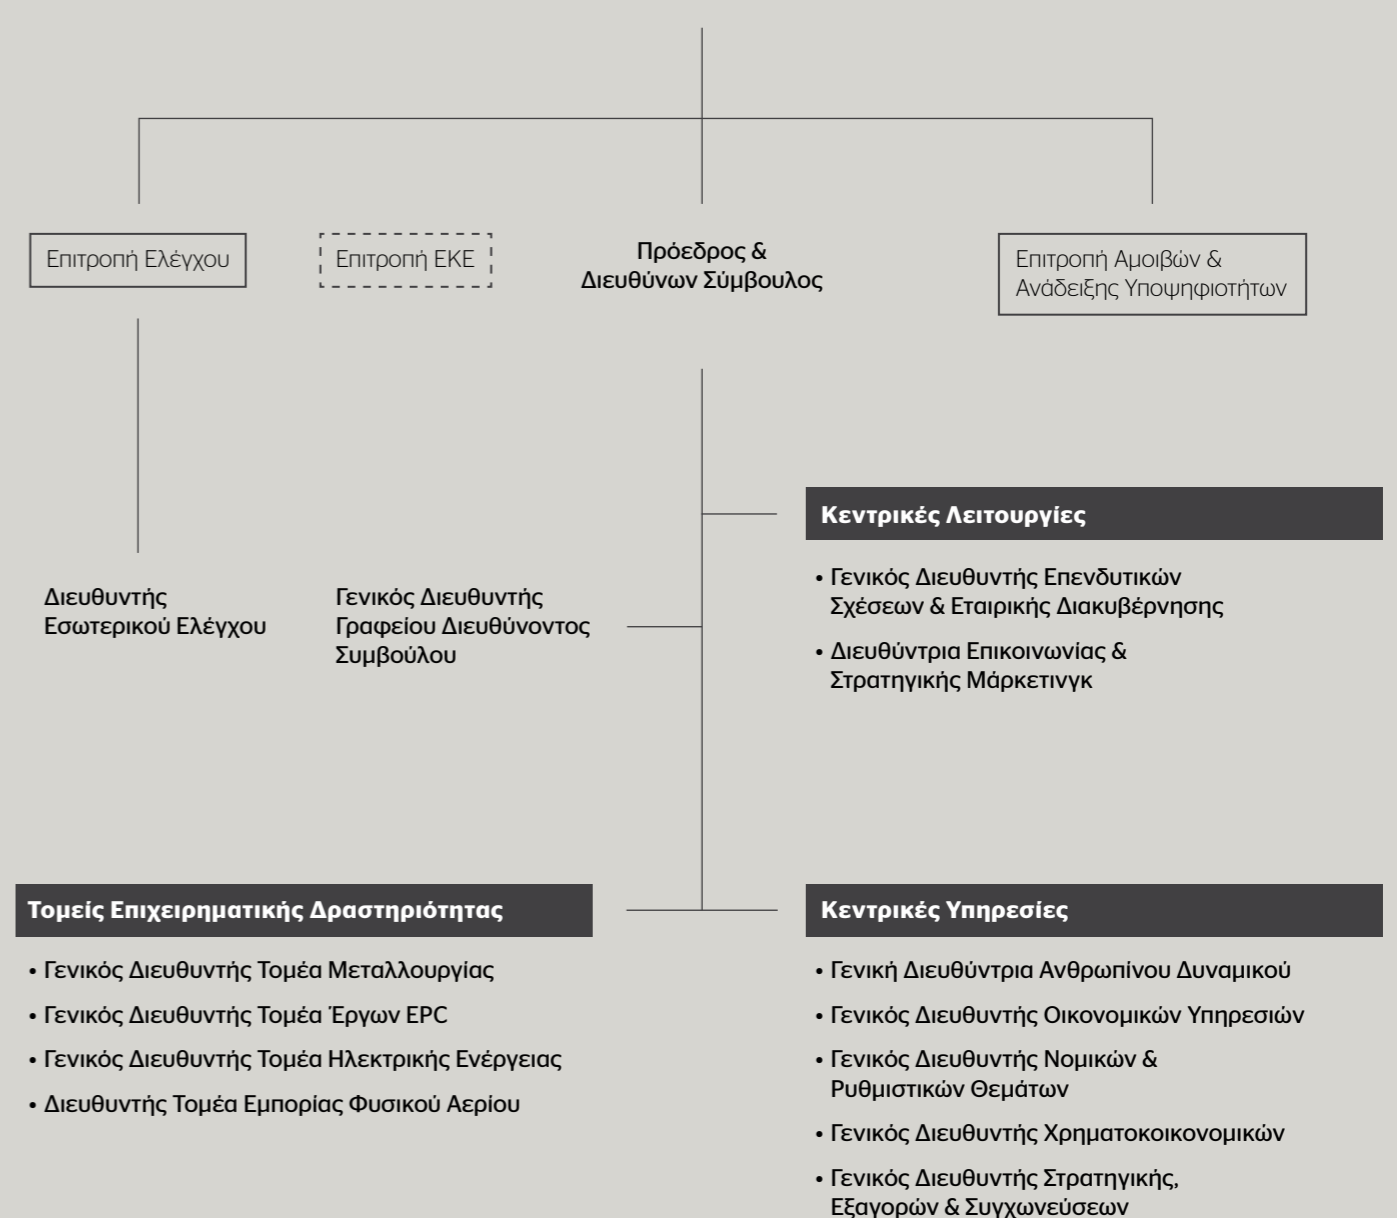 Επιτροπή Ελέγχου
Επιτροπή ΕΚΕ
Πρόεδρος &
Διευθύνων Σύμβουλος
Επιτροπή Αμοιβών &
Ανάδειξης Υποψηφιοτήτων
Κεντρικές Λειτουργίες
• Γενικός Διευθυντής Επενδυτικών
Σχέσεων & Εταιρικής Διακυβέρνησης
• Διευθύντρια Επικοινωνίας &
Στρατηγικής Μάρκετινγκ
Διευθυντής
Εσωτερικού Ελέγχου
Γενικός Διευθυντής
Γραφείου Διευθύνοντος
Συμβούλου
Τομείς Επιχειρηματικής Δραστηριότητας
• Γενικός Διευθυντής Τομέα Μεταλλουργίας
• Γενικός Διευθυντής Τομέα Έργων EPC
• Γενικός Διευθυντής Τομέα Ηλεκτρικής Ενέργειας
• Διευθυντής Τομέα Εμπορίας Φυσικού Αερίου
Κεντρικές Υπηρεσίες
• Γενική Διευθύντρια Ανθρωπίνου Δυναμικού
• Γενικός Διευθυντής Οικονομικών Υπηρεσιών
• Γενικός Διευθυντής Νομικών &
Ρυθμιστικών Θεμάτων
• Γενικός Διευθυντής Χρηματοκοικονομικών
• Γενικός Διευθυντής Στρατηγικής,
Εξαγορών & Συγχωνεύσεων